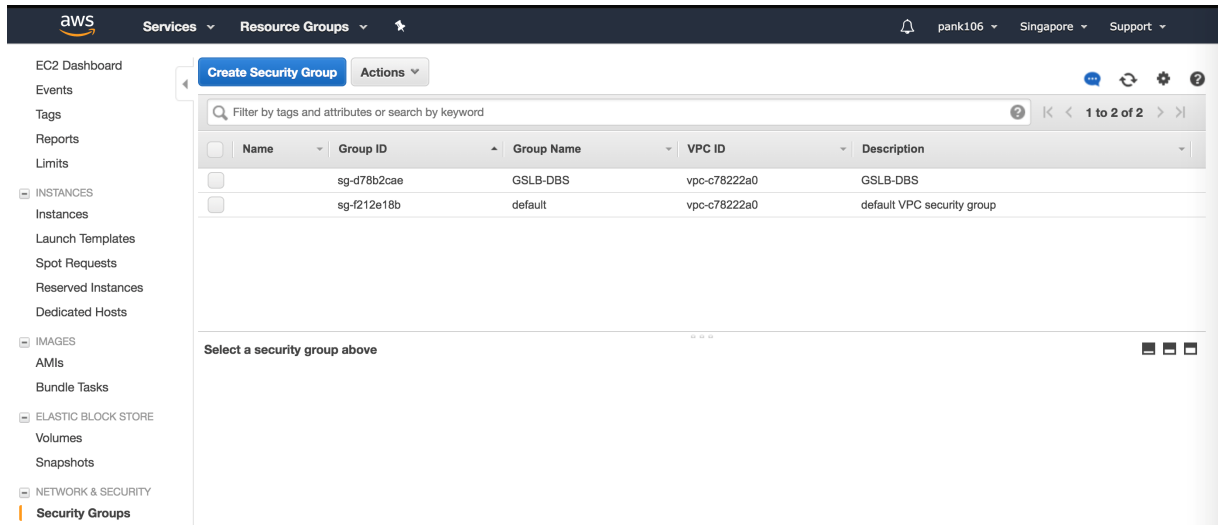 aws Services Resource Groups pank106 Singapore Support
EC2 Dashboard
Events
Tags
Reports
Limits
INSTANCES
Instances
Launch Templates
Spot Requests
Reserved Instances
Dedicated Hosts
IMAGES
AMIs
Bundle Tasks
ELASTIC BLOCK STORE
Volumes
Snapshots
NETWORK & SECURITY
Security Groups
Create Security Group Actions
Filter by tags and attributes or search by keyword 1 to 2 of 2
Name Group ID Group Name VPC ID Description
sg-d78b2cae GSLB-DBS vpc-c78222a0 GSLB-DBS
sg-f212e18b default vpc-c78222a0 default VPC security group
Select a security group above